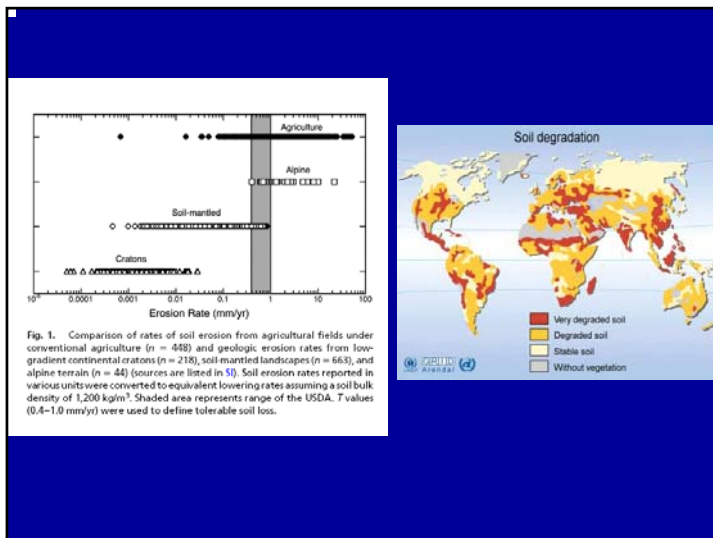 Agriculture
Alpine
Soil-mantled
Cratons
10⁻⁵ 0.0001 0.001 0.01 0.1 1 10 100
Erosion Rate (mm/yr)
Fig. 1. Comparison of rates of soil erosion from agricultural fields under
conventional agriculture (n = 448) and geologic erosion rates from low-
gradient continental cratons (n = 218), soil-mantled landscapes (n = 663), and
alpine terrain (n = 44) (sources are listed in SI). Soil erosion rates reported in
various units were converted to equivalent lowering rates assuming a soil bulk
density of 1,200 kg/m³. Shaded area represents range of the USDA. T values
(0.4–1.0 mm/yr) were used to define tolerable soil loss.
Soil degradation
Very degraded soil
Degraded soil
Stable soil
Without vegetation
GRID
Arendal